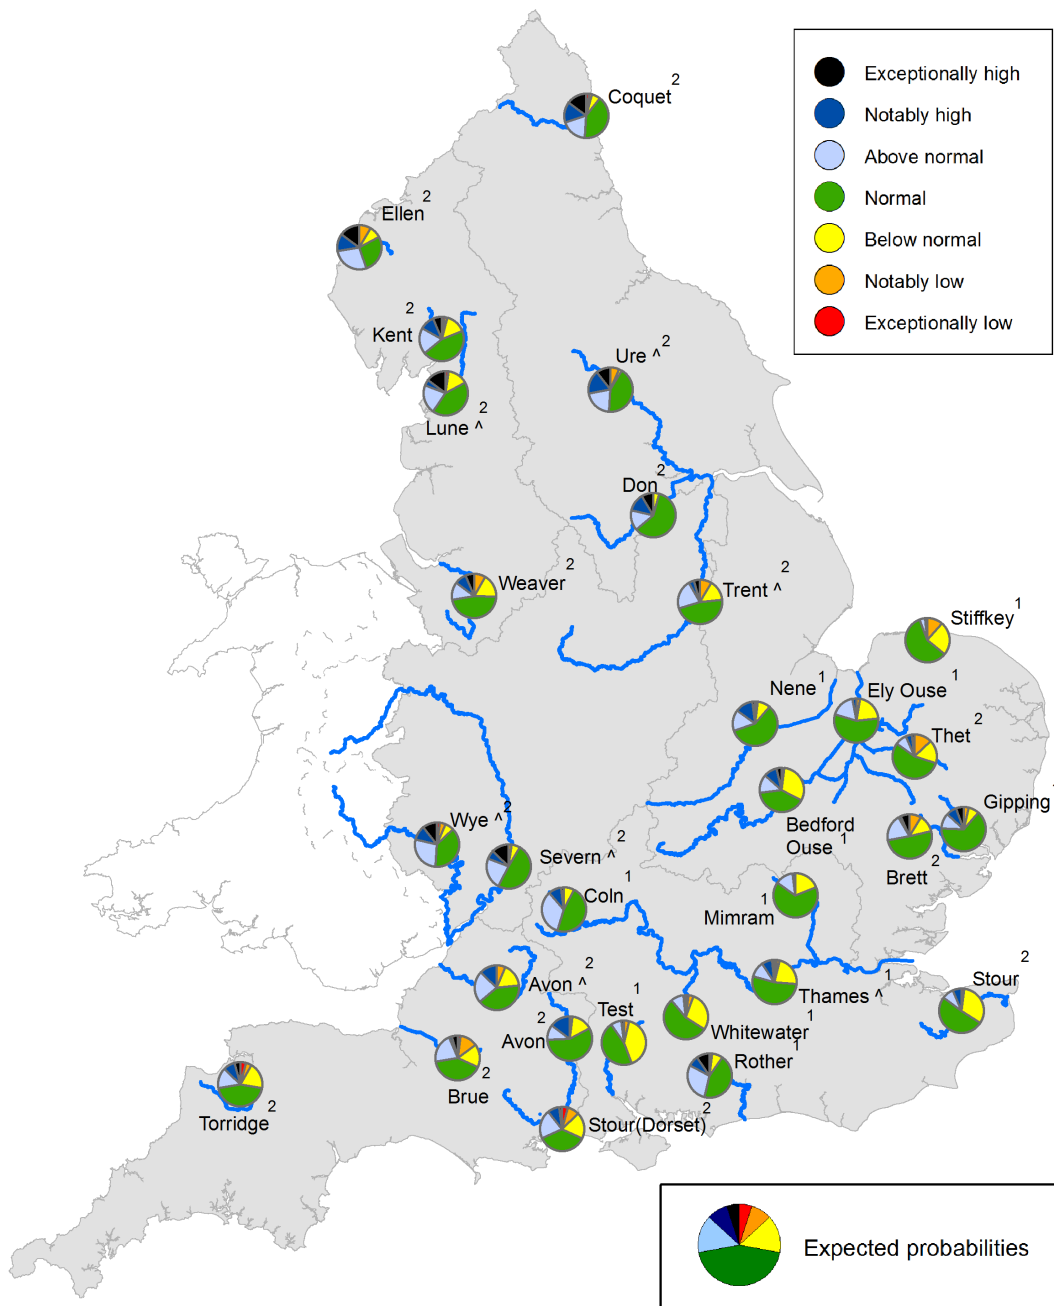 Exceptionally high
Notably high
Above normal
Normal
Below normal
Notably low
Exceptionally low
Coquet 2
Ellen 2
Kent 2
Ure ^ 2
Lune ^ 2
Don 2
Weaver 2
Trent ^ 2
Stiffkey 1
Nene 1
Ely Ouse 1
Thet 2
Gipping 1
Bedford
Ouse 1
Brett 2
Wye ^ 2
Severn ^ 2
Coln 1
Mimram 1
Avon ^ 2
Test 1
Thames ^ 1
Stour 2
Avon 2
Whitewater 1
Rother 1
Brue 2
Torridge 2
Stour(Dorset) 2
Expected probabilities